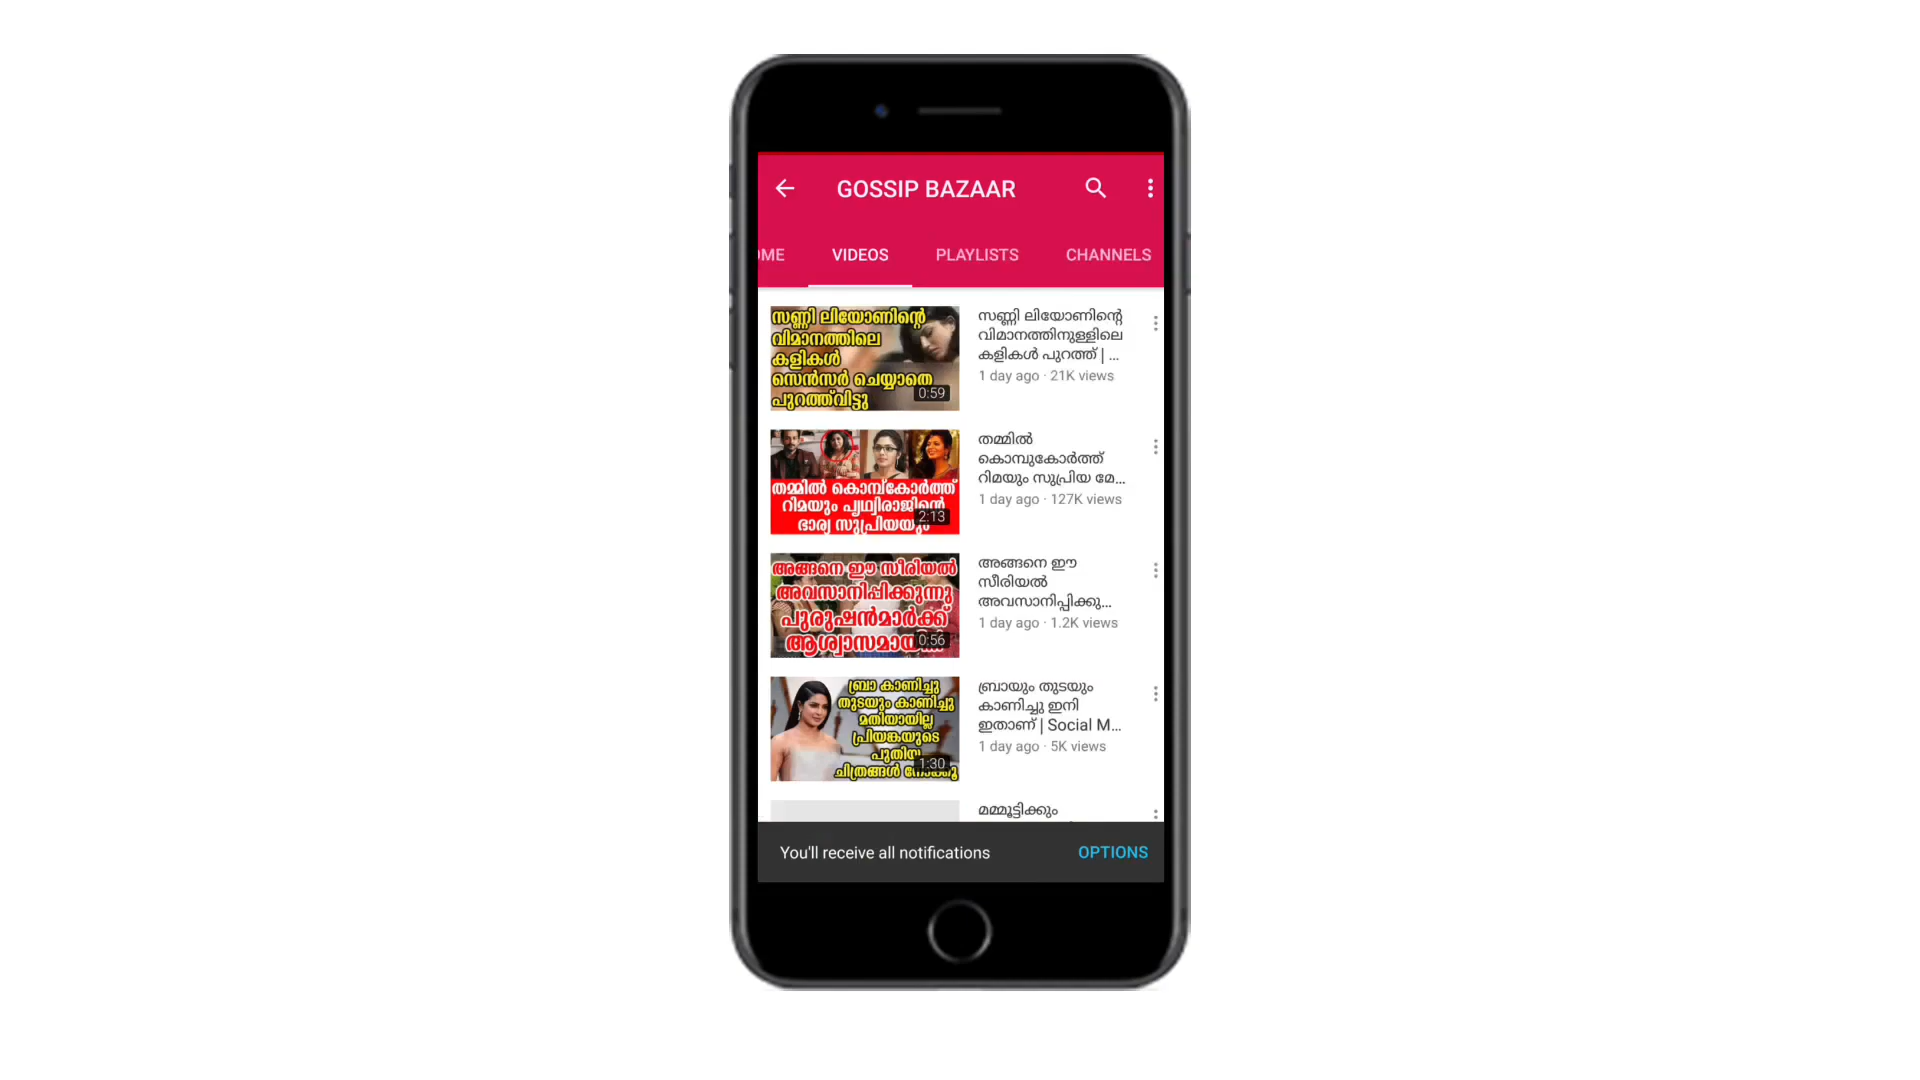 GOSSIP BAZAAR
OME VIDEOS PLAYLISTS CHANNELS
സണ്ണി ലിയോണിന്റെ
വിമാനത്തിലെ
കളികൾ
സെൻസർ ചെയ്യാതെ
പുറത്ത്‌വിട്ടു
0:59
സണ്ണി ലിയോണിന്റെ
വിമാനത്തിനുള്ളിലെ
കളികൾ പുറത്ത് | ...
1 day ago · 21K views
തമ്മിൽ കൊമ്പ്കോർത്ത്
റിമയും പൃഥ്വിരാജിന്റെ
ഭാര്യ സുപ്രിയയും
2:13
തമ്മിൽ
കൊമ്പുകോർത്ത്
റിമയും സുപ്രിയ മേ...
1 day ago · 127K views
അങ്ങനെ ഈ സീരിയൽ
അവസാനിപ്പിക്കുന്നു
പുരുഷൻമാർക്ക്
0:56
അങ്ങനെ ഈ
സീരിയൽ
അവസാനിപ്പിക്കു...
1 day ago · 1.2K views
ബ്രാ കാണിച്ചു
തുടയും കാണിച്ചു
മതിയായില്ല
പ്രിയങ്കയുടെ
പുതിയ
ചിത്രങ്ങൾ നോക്കൂ
1:30
ബ്രായും തുടയും
കാണിച്ചു ഇനി
ഇതാണ് | Social M...
1 day ago · 5K views
മമ്മൂട്ടിക്കും
You'll receive all notifications OPTIONS